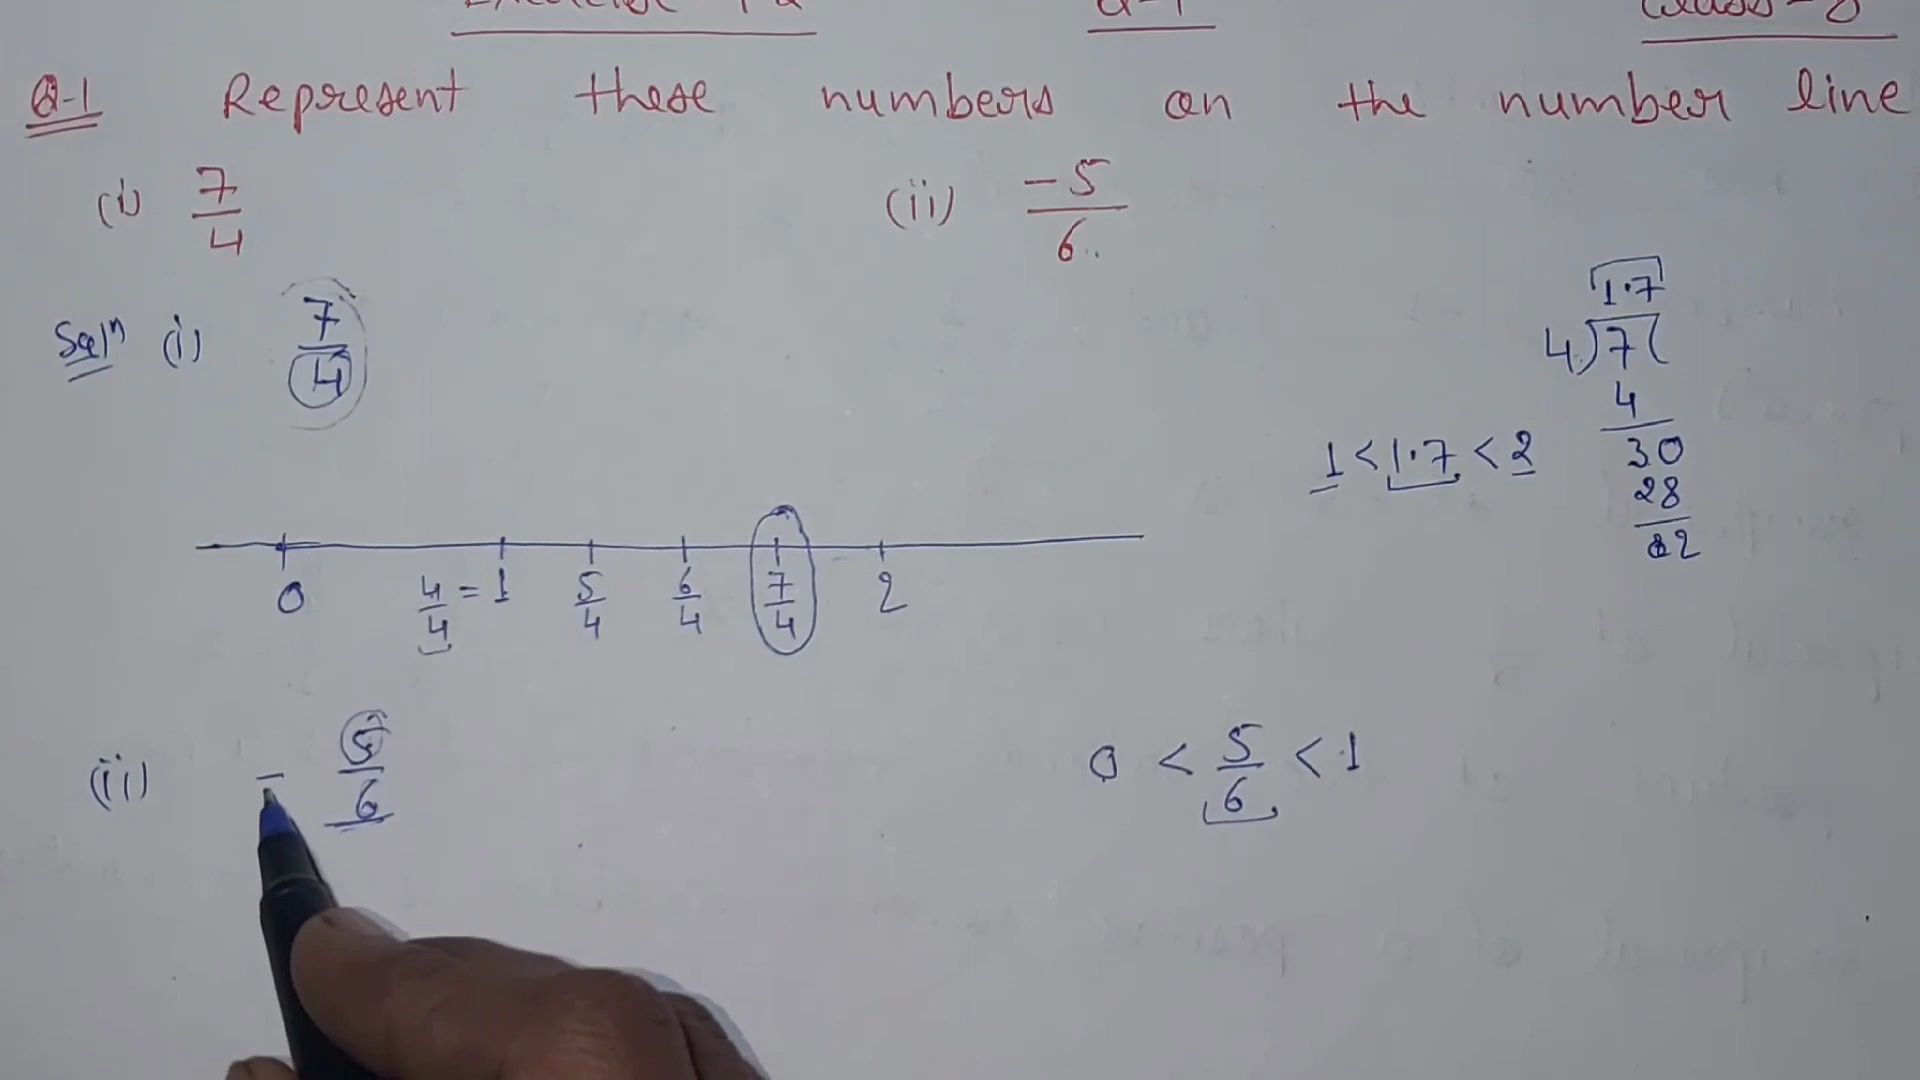 Q-1 Represent these numbers on the number line
(i) 7/4 (ii) -5/6
Solⁿ (i) 7/4
1.7
4)7(
4
30
28
2
1 < 1.7 < 2
0 4/4 = 1 5/4 6/4 7/4 2
(ii) - 5/6 0 < 5/6 < 1